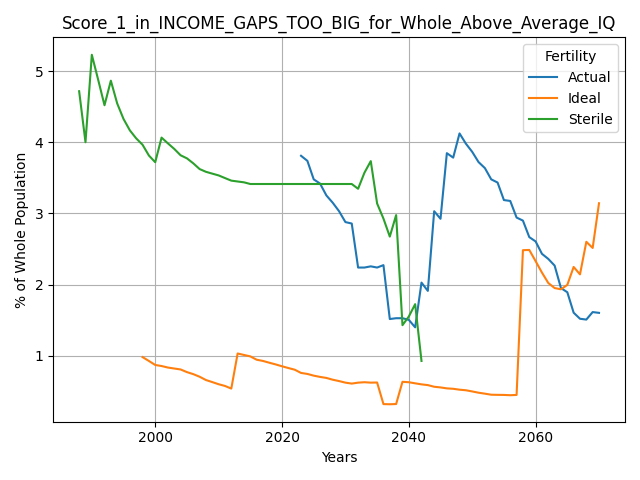 Score_1_in_INCOME_GAPS_TOO_BIG_for_Whole_Above_Average_IQ
Fertility
Actual
Ideal
Sterile
% of Whole Population
5
4
3
2
1
2000
2020
2040
2060
Years